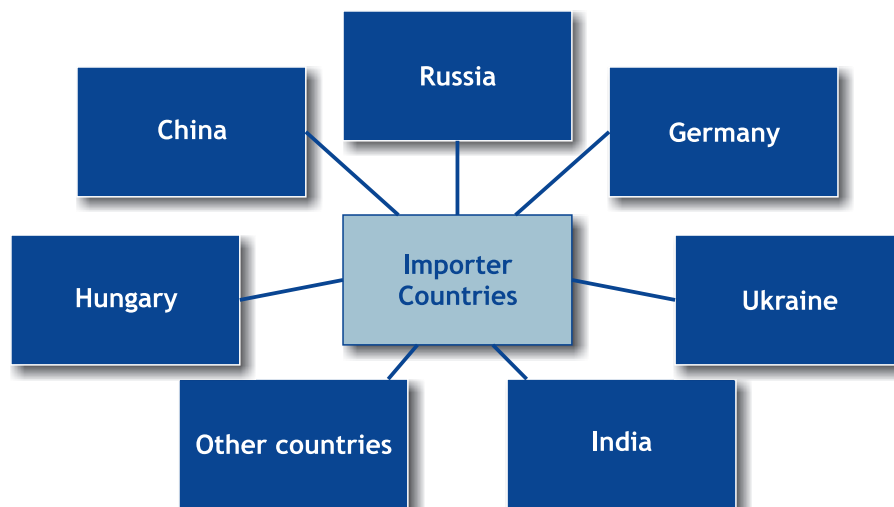 Russia
China
Germany
Importer
Countries
Hungary
Ukraine
Other countries
India